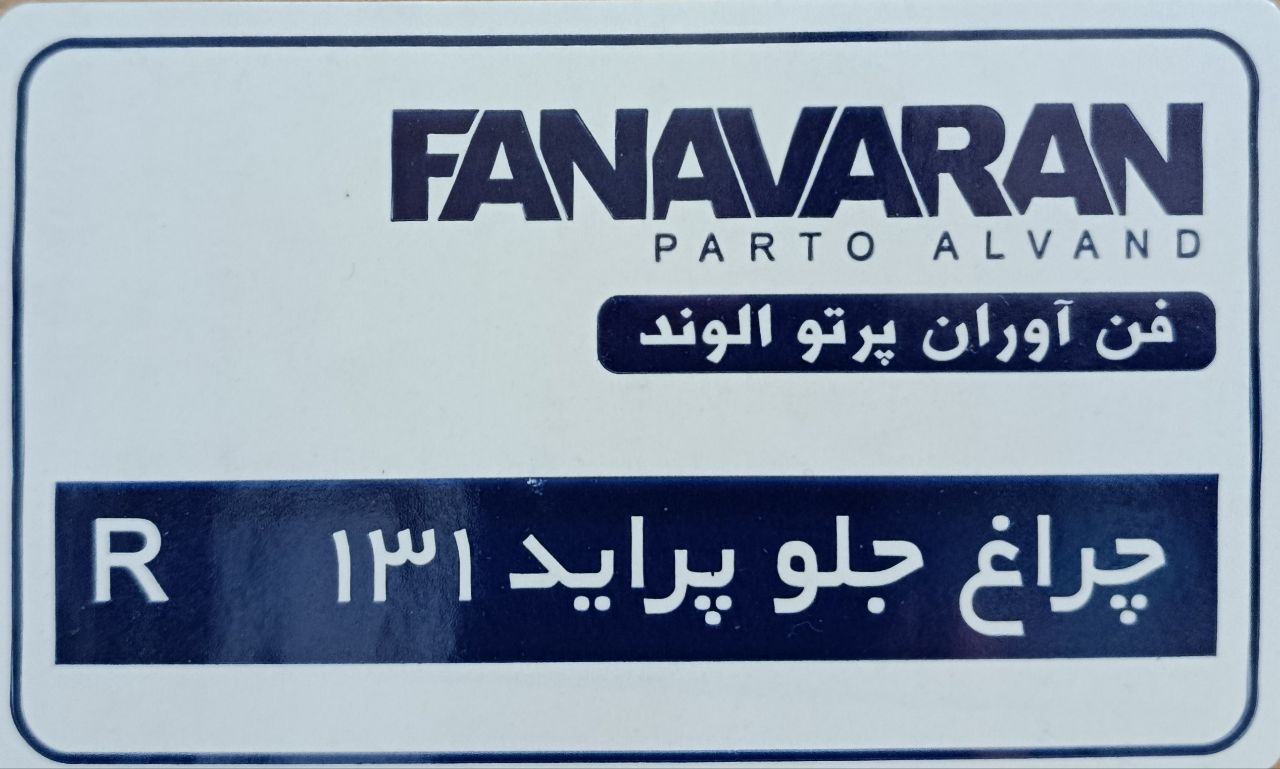 FANAVARAN
PARTO ALVAND
فن آوران پرتو الوند
چراغ جلو پراید ۱۳۱ R